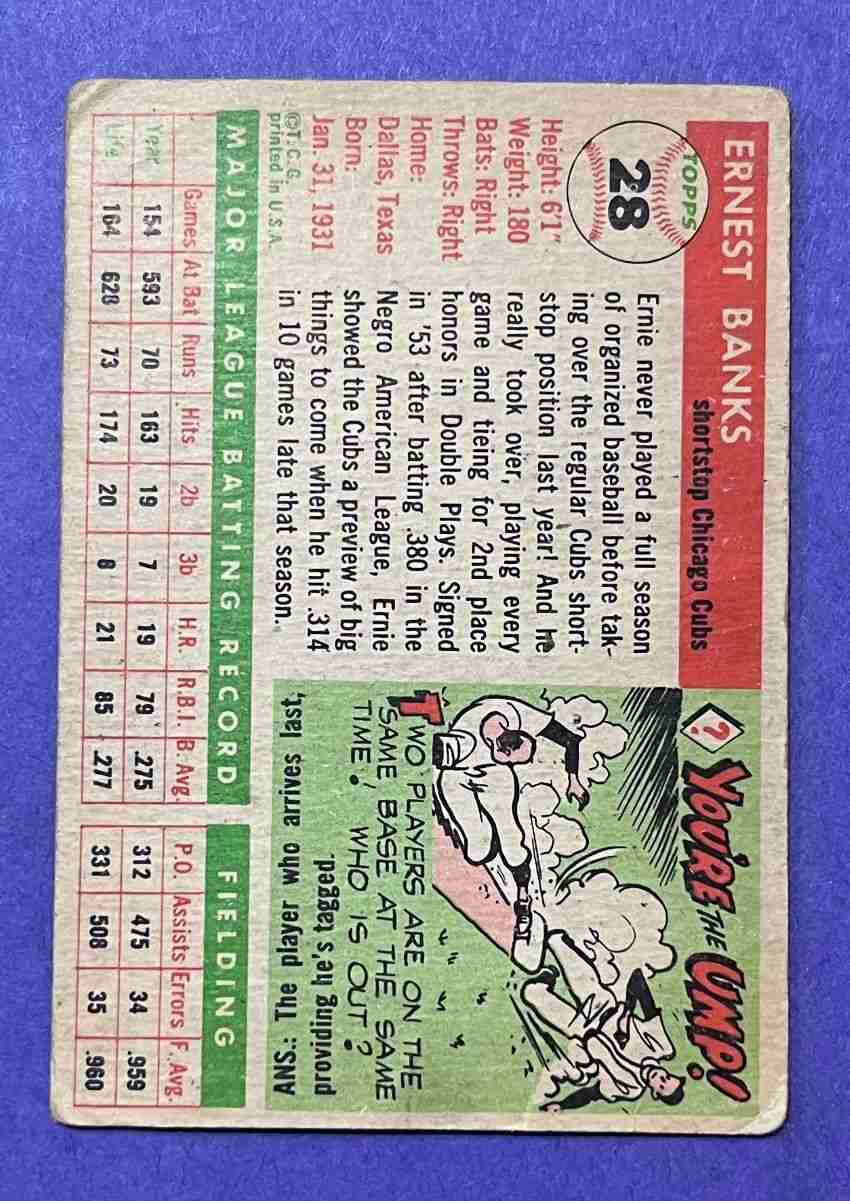 ERNEST BANKS
shortstop Chicago Cubs
TOPPS
28
Height: 6'1"
Weight: 180
Bats: Right
Throws: Right
Home:
Dallas, Texas
Born:
Jan. 31, 1931
©T.C.G.
printed in U.S.A.
Ernie never played a full season
of organized baseball before tak-
ing over the regular Cubs short-
stop position last year! And he
really took over, playing every
game and tieing for 2nd place
honors in Double Plays. Signed
in '53 after batting .380 in the
Negro American League, Ernie
showed the Cubs a preview of big
things to come when he hit .314
in 10 games late that season.
? YOU'RE THE UMP!
TWO PLAYERS ARE ON THE
SAME BASE AT THE SAME
TIME! WHO IS OUT?
ANS.: The player who arrives last,
providing he's tagged.
MAJOR LEAGUE BATTING RECORD FIELDING
Games At Bat Runs Hits 2b 3b H.R. R.B.I. B. Avg. P.O. Assists Errors F. Avg.
Year 154 593 70 163 19 7 19 79 .275 312 475 34 .959
Life 164 628 73 174 20 8 21 85 .277 331 508 35 .960